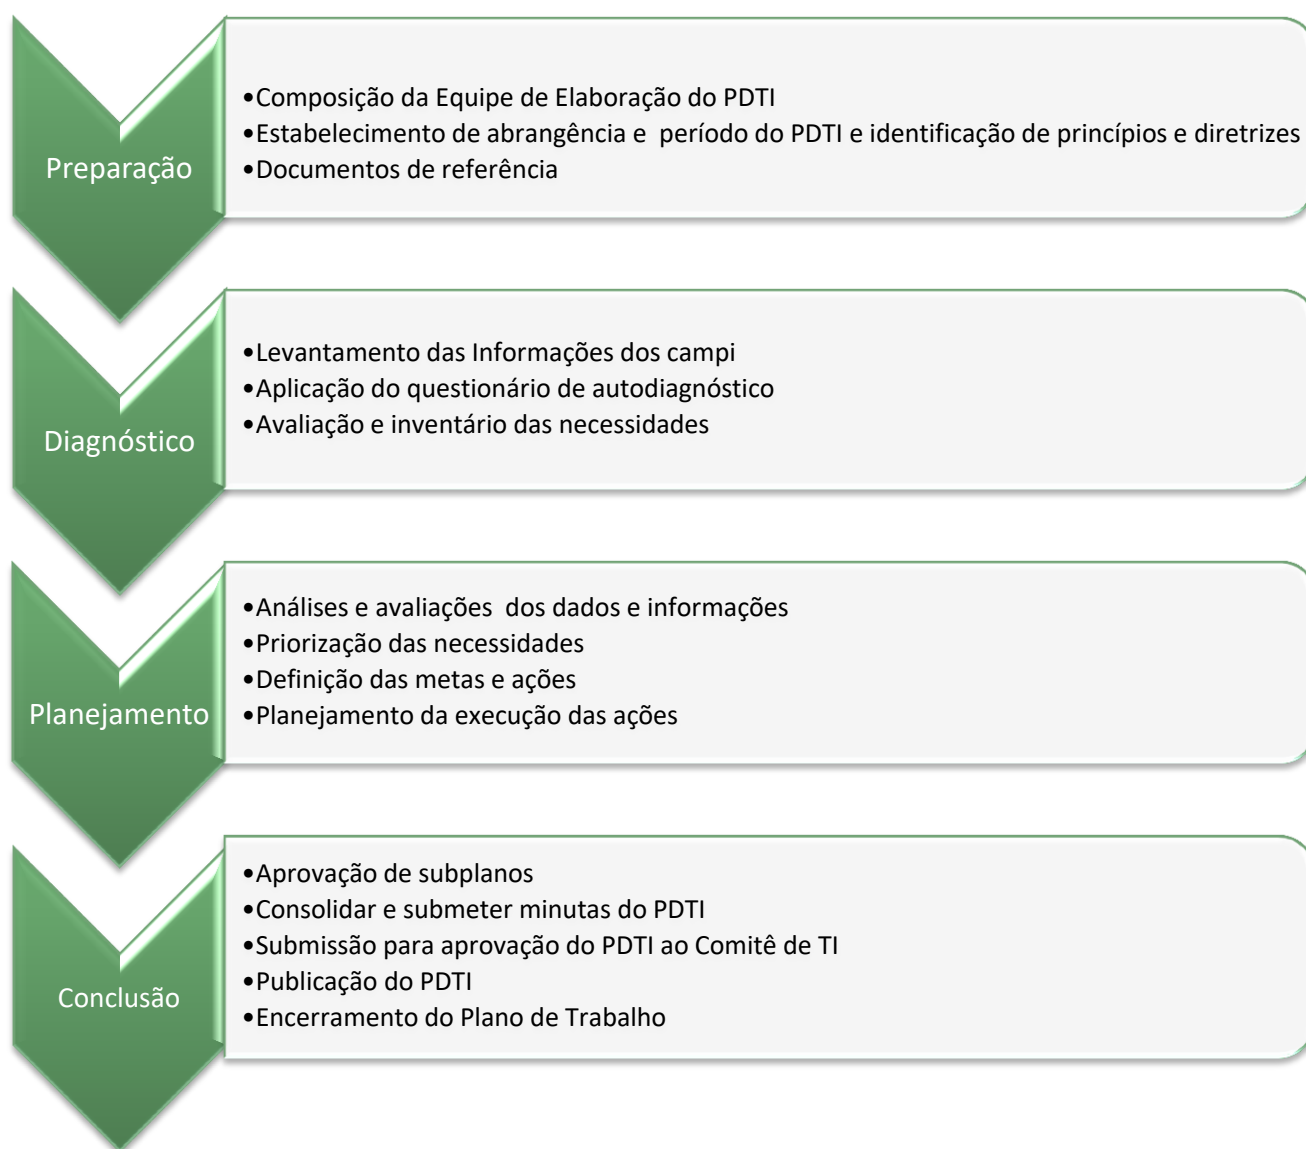 Preparação
•Composição da Equipe de Elaboração do PDTI
•Estabelecimento de abrangência e  período do PDTI e identificação de princípios e diretrizes
•Documentos de referência
Diagnóstico
•Levantamento das Informações dos campi
•Aplicação do questionário de autodiagnóstico
•Avaliação e inventário das necessidades
Planejamento
•Análises e avaliações  dos dados e informações
•Priorização das necessidades
•Definição das metas e ações
•Planejamento da execução das ações
Conclusão
•Aprovação de subplanos
•Consolidar e submeter minutas do PDTI
•Submissão para aprovação do PDTI ao Comitê de TI
•Publicação do PDTI
•Encerramento do Plano de Trabalho